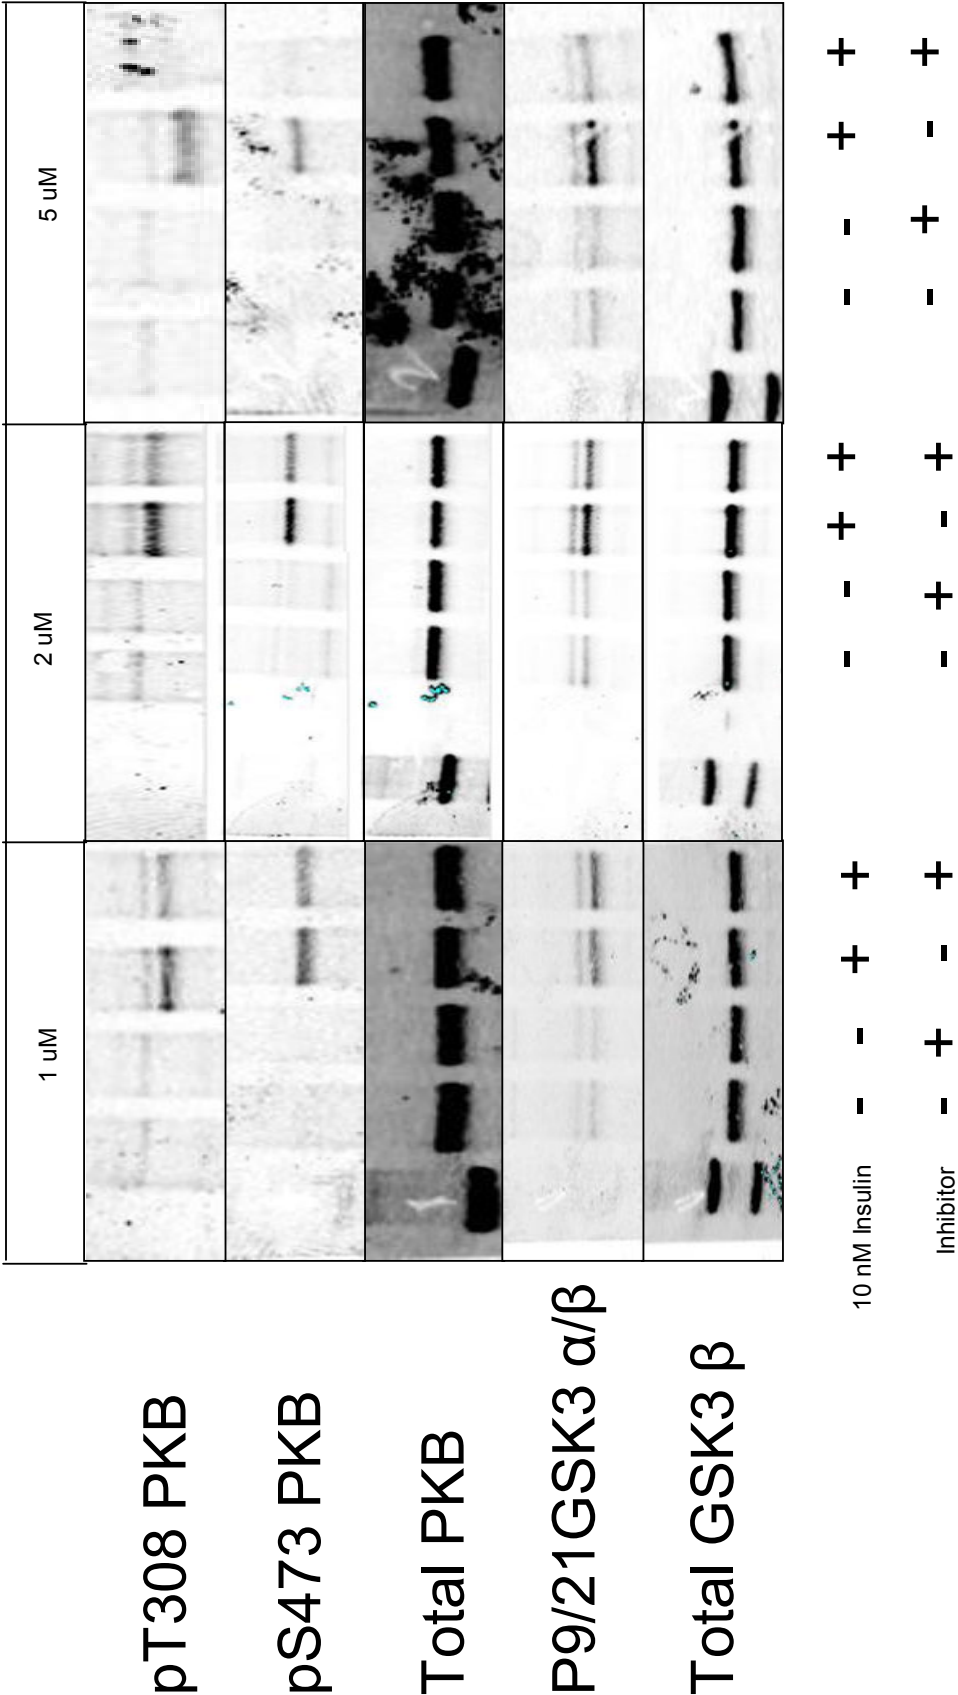 1 uM 2 uM 5 uM
pT308 PKB
pS473 PKB
Total PKB
P9/21GSK3 α/β
Total GSK3 β
10 nM Insulin - - + + - - + + - - + +
Inhibitor - + - + - + - + - + - +